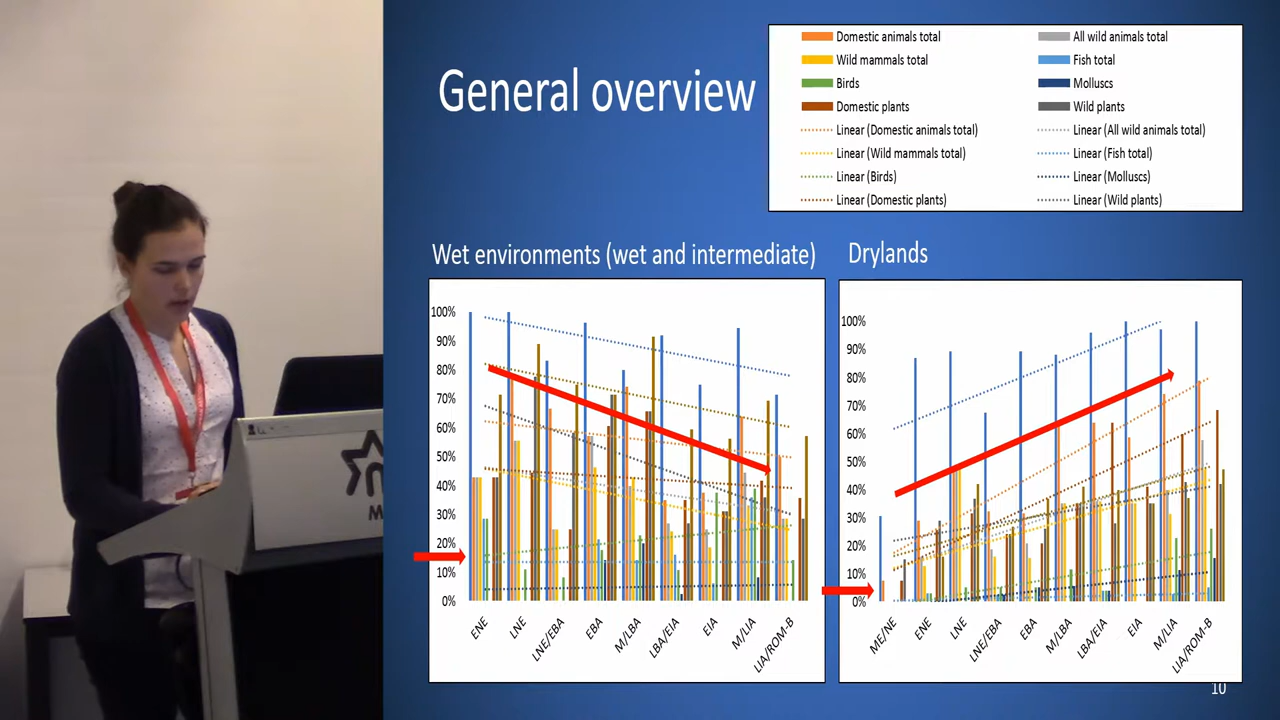 General overview
Domestic animals total
All wild animals total
Wild mammals total
Fish total
Birds
Molluscs
Domestic plants
Wild plants
Linear (Domestic animals total)
Linear (All wild animals total)
Linear (Wild mammals total)
Linear (Fish total)
Linear (Birds)
Linear (Molluscs)
Linear (Domestic plants)
Linear (Wild plants)
Wet environments (wet and intermediate)
100%
90%
80%
70%
60%
50%
40%
30%
20%
10%
0%
ENE
LNE
LNE/EBA
EBA
M/LBA
LBA/EIA
EIA
M/LIA
LIA/ROM-B
Drylands
100%
90%
80%
70%
60%
50%
40%
30%
20%
10%
0%
ME/NE
ENE
LNE
LNE/EBA
EBA
M/LBA
LBA/EIA
EIA
M/LIA
LIA/ROM-B
10